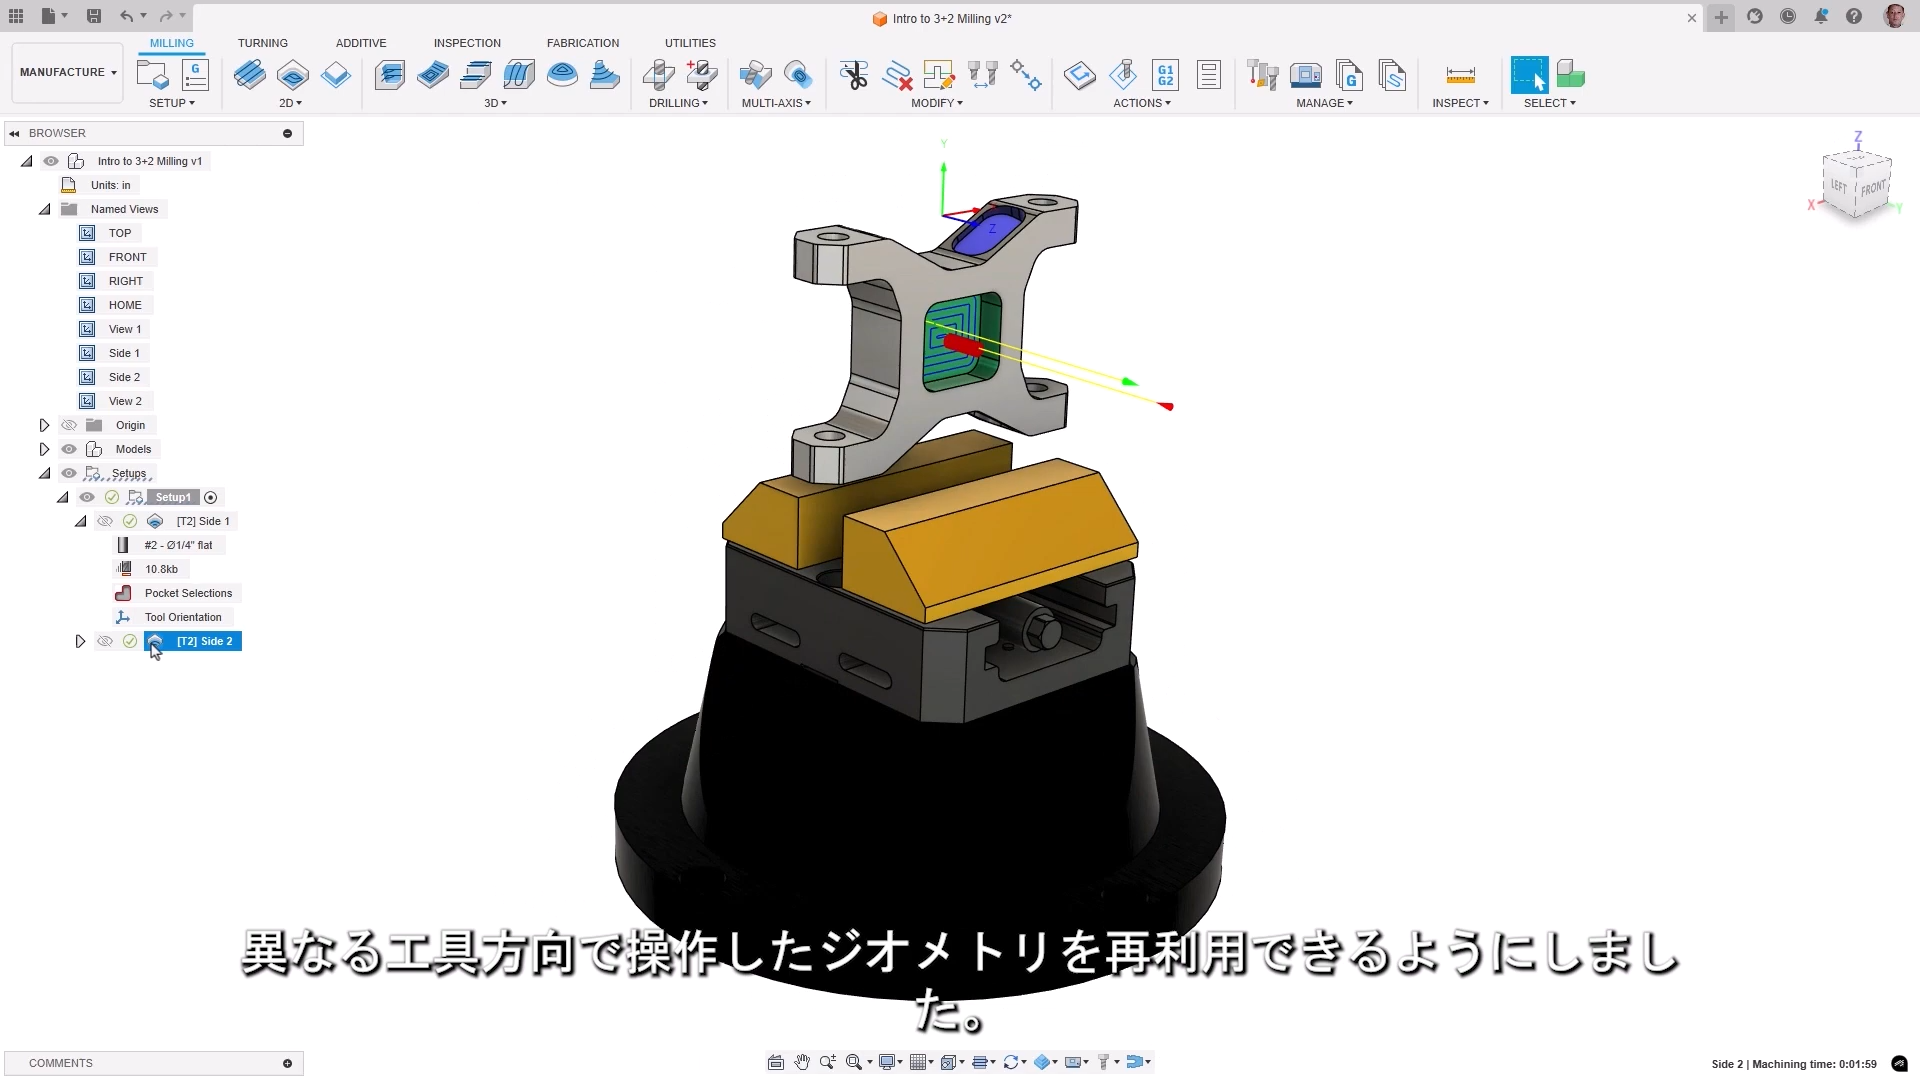 Intro to 3+2 Milling v2*
MILLING TURNING ADDITIVE INSPECTION FABRICATION UTILITIES
MANUFACTURE
G
G1
G2
G
SETUP 2D 3D DRILLING MULTI-AXIS MODIFY ACTIONS MANAGE INSPECT SELECT
BROWSER
Intro to 3+2 Milling v1
Units: in
Named Views
TOP
FRONT
RIGHT
HOME
View 1
Side 1
Side 2
View 2
Origin
Models
Setups
Setup1
[T2] Side 1
#2 - Ø1/4" flat
10.8kb
Pocket Selections
Tool Orientation
[T2] Side 2
Y
Z
Z
LEFT FRONT
X Y
異なる工具方向で操作したジオメトリを再利用できるようにしまし
た。
COMMENTS
Side 2 | Machining time: 0:01:59